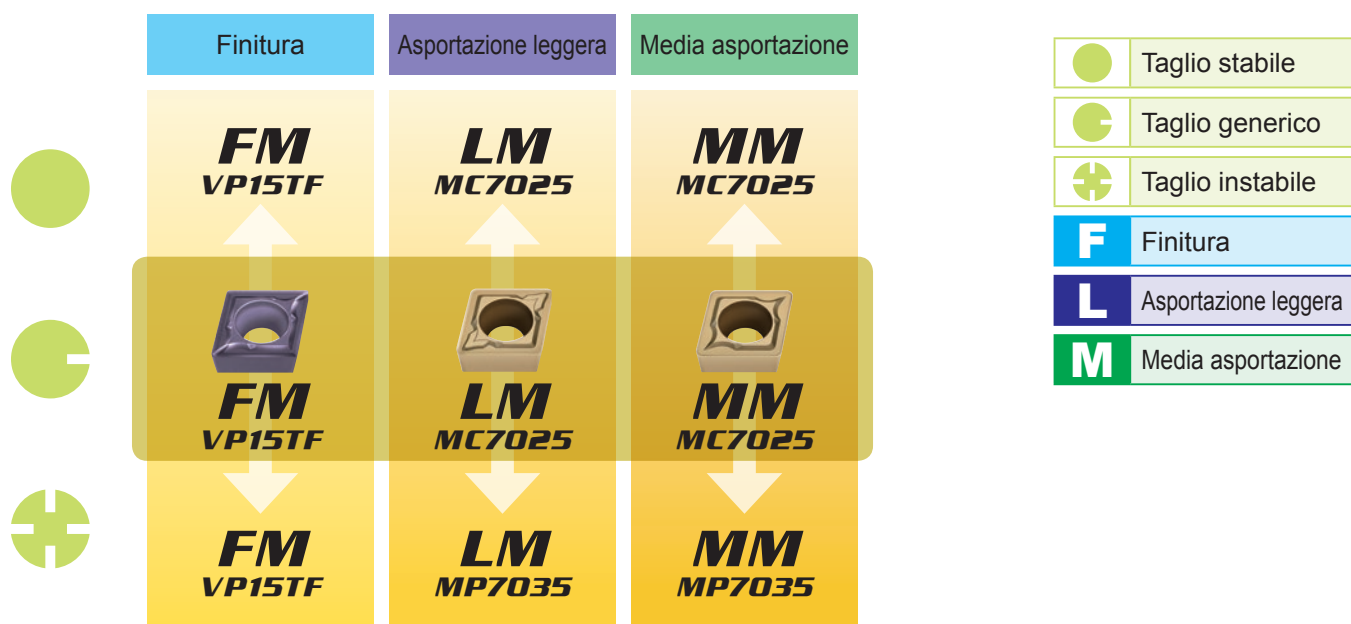 Finitura
Asportazione leggera
Media asportazione
FM
VP15TF
LM
MC7025
MM
MC7025
FM
VP15TF
LM
MC7025
MM
MC7025
FM
VP15TF
LM
MP7035
MM
MP7035
Taglio stabile
Taglio generico
Taglio instabile
F Finitura
L Asportazione leggera
M Media asportazione